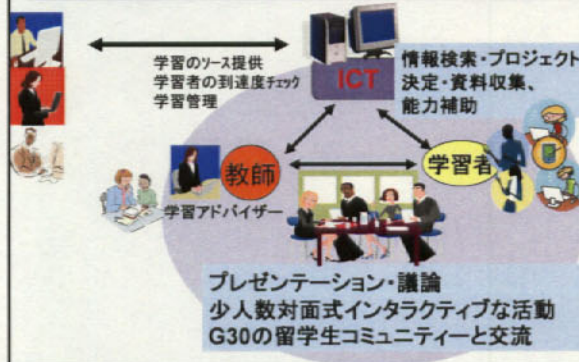 学習のソース提供
学習者の到達度チェック
学習管理
ICT
情報検索・プロジェクト
決定・資料収集、
能力補助
教師
学習者
学習アドバイザー
プレゼンテーション・議論
少人数対面式インタラクティブな活動
G30の留学生コミュニティーと交流